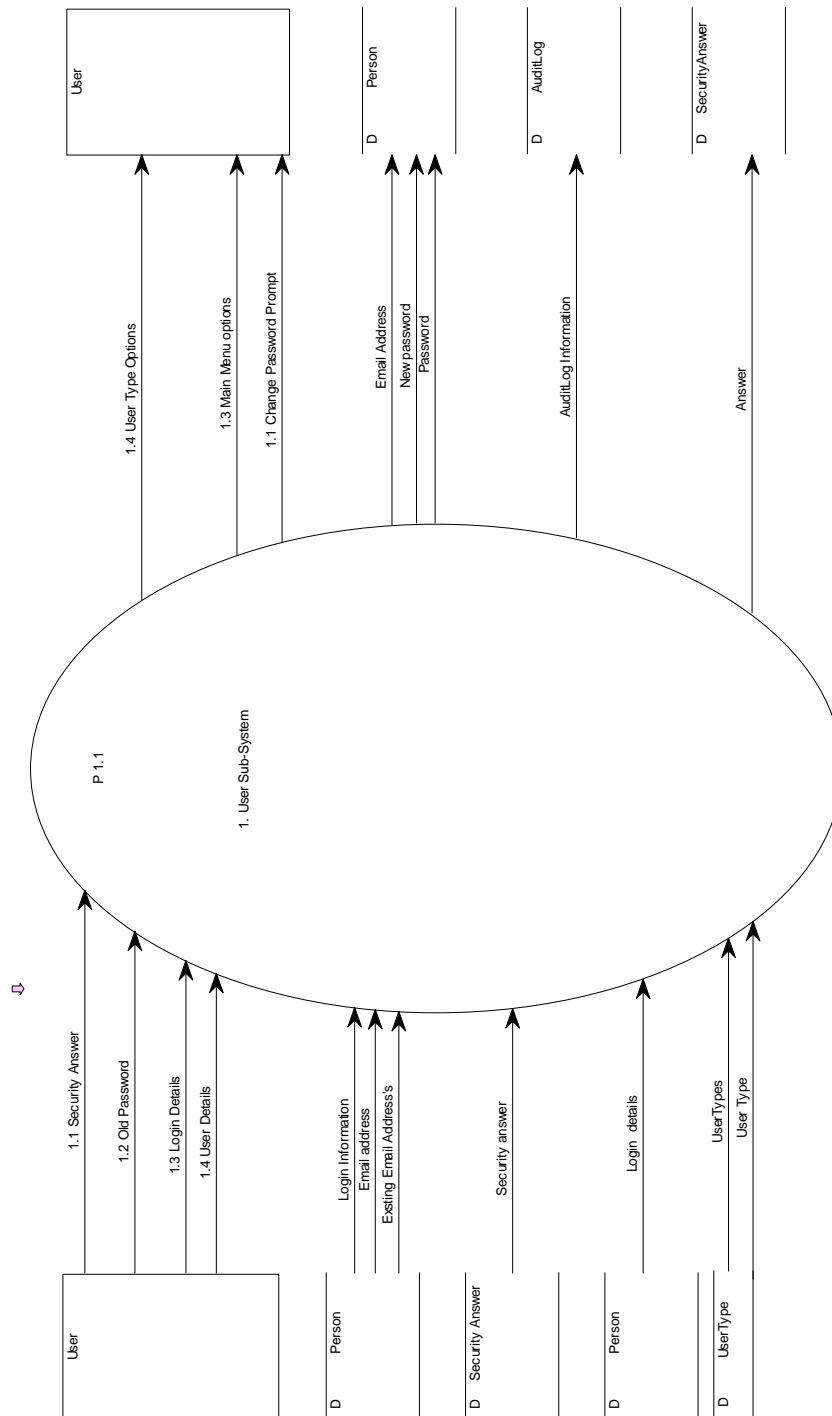 User
1.1 Security Answer
1.2 Old Password
1.3 Login Details
1.4 User Details
D Person
Login Information
Email address
Exsting Email Address's
D Security Answer
Security answer
D Person
Login details
D UserType
UserTypes
User Type
P 1.1
1. User Sub-System
1.4 User Type Options
1.3 Main Menu options
1.1 Change Password Prompt
User
Email Address
New password
Password
D Person
AuditLog Information
D AuditLog
Answer
D SecurityAnswer